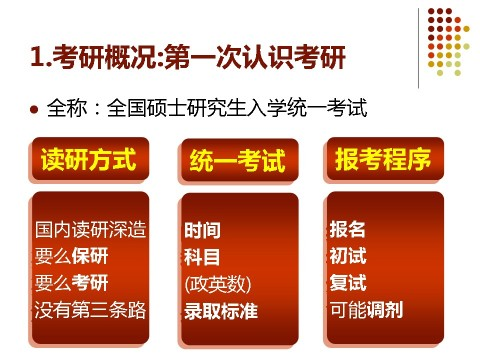 1.考研概况:第一次认识考研
全称：全国硕士研究生入学统一考试
读研方式
国内读研深造
要么保研
要么考研
没有第三条路
统一考试
时间
科目
(政英数)
录取标准
报考程序
报名
初试
复试
可能调剂